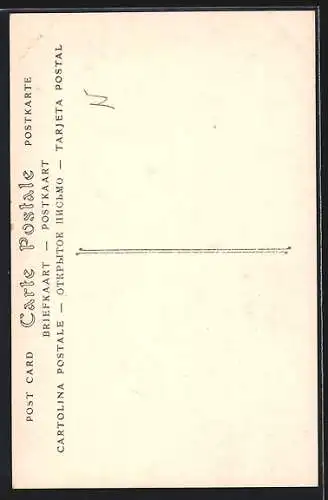 POST CARD Carte Postale POSTKARTE
BRIEFKAART — POSTKAART
CARTOLINA POSTALE — ОТКРЫТОЕ ПИСЬМО — TARJETA POSTAL
N